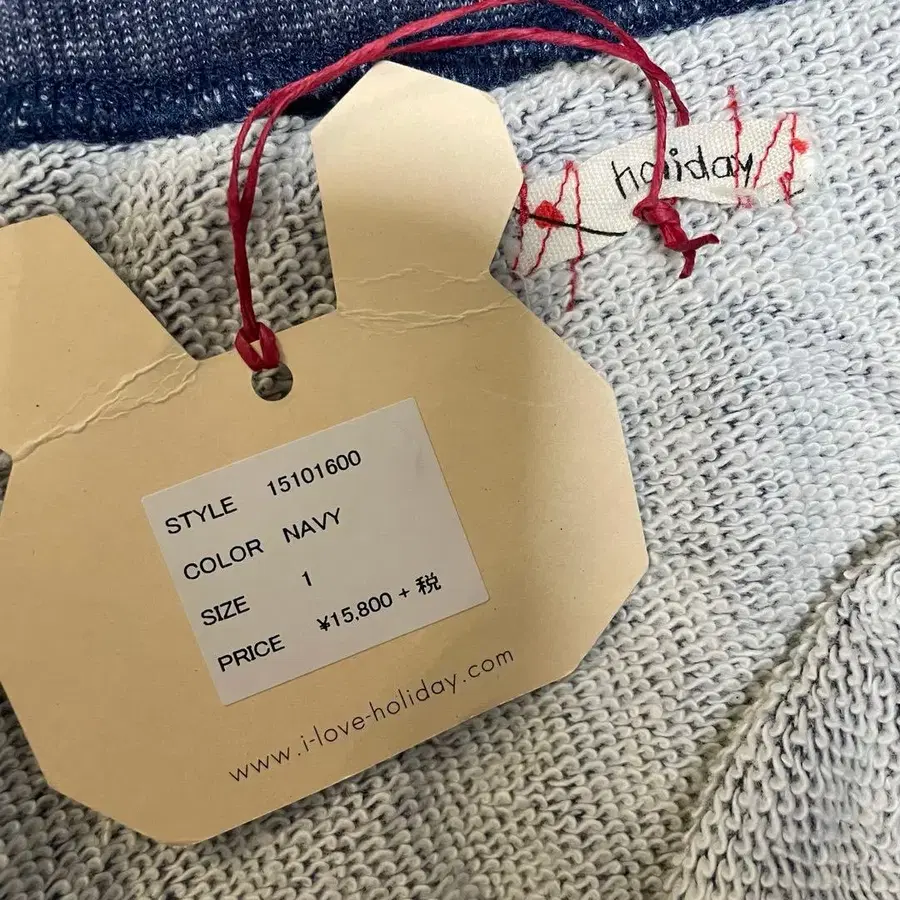 holiday
STYLE 15101600
COLOR NAVY
SIZE 1
PRICE ¥15,800 + 税
www.i-love-holiday.com